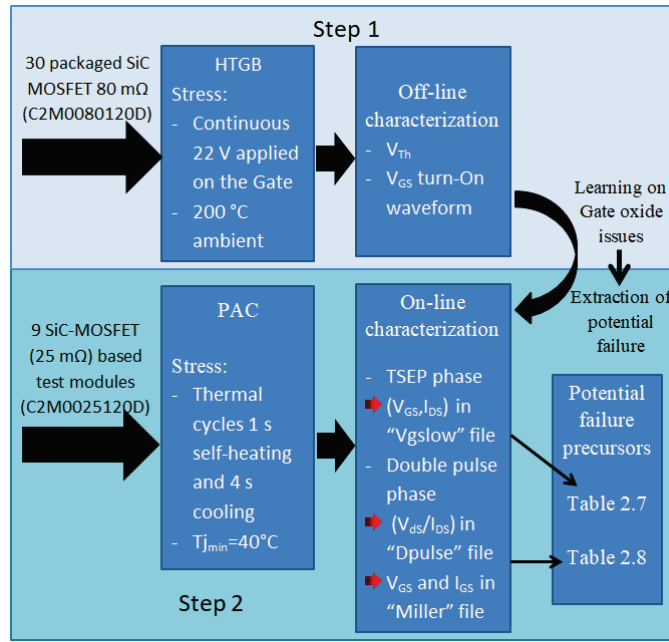 Step 1
30 packaged SiC
MOSFET 80 mΩ
(C2M0080120D)
HTGB
Stress:
- Continuous
22 V applied
on the Gate
- 200 °C
ambient
Off-line
characterization
- VTh
- VGS turn-On
waveform
Learning on
Gate oxide
issues
Extraction of
potential
failure
9 SiC-MOSFET
(25 mΩ) based
test modules
(C2M0025120D)
PAC
Stress:
- Thermal
cycles 1 s
self-heating
and 4 s
cooling
- Tjmin=40°C
On-line
characterization
- TSEP phase
(VGS,IDS) in
“Vgslow” file
- Double pulse
phase
(VdS/IDS) in
“Dpulse” file
VGS and IGS in
“Miller” file
Potential
failure
precursors
Table 2.7
Table 2.8
Step 2